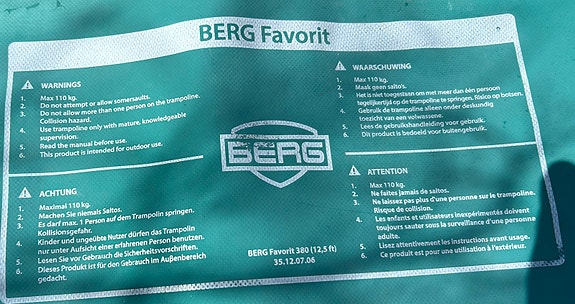 BERG Favorit
WARNINGS
1. Max 110 kg.
2. Do not attempt or allow somersaults.
3. Do not allow more than one person on the trampoline.
Collision hazard.
4. Use trampoline only with mature, knowledgeable
supervision.
5. Read the manual before use.
6. This product is intended for outdoor use.
WAARSCHUWING
1. Max 110 kg.
2. Maak geen salto's.
3. Het is niet toegestaan om met meer dan één persoon
tegelijkertijd op de trampoline te springen. Risico op botsen.
4. Gebruik de trampoline alleen onder deskundig
toezicht van een volwassene.
5. Lees de gebruikshandleiding voor gebruik.
6. Dit product is bedoeld voor buitengebruik.
BERG
ACHTUNG
1. Maximal 110 kg.
2. Machen Sie niemals Saltos.
3. Es darf max. 1 Person auf dem Trampolin springen.
Kollisionsgefahr.
4. Kinder und ungeübte Nutzer dürfen das Trampolin
nur unter Aufsicht einer erfahrenen Person benutzen.
5. Lesen Sie vor Gebrauch die Sicherheitsvorschriften.
6. Dieses Produkt ist für den Gebrauch im Außenbereich
gedacht.
BERG Favorit 380 (12,5 ft)
35.12.07.06
ATTENTION
1. Max 110 kg.
2. Ne faites jamais de saltos.
3. Ne laissez pas plus d'une personne sur le trampoline.
Risque de collision.
4. Les enfants et utilisateurs inexpérimentés doivent
toujours sauter sous la surveillance d'une personne
adulte.
5. Lisez attentivement les instructions avant usage.
6. Ce produit est pour une utilisation à l'extérieur.